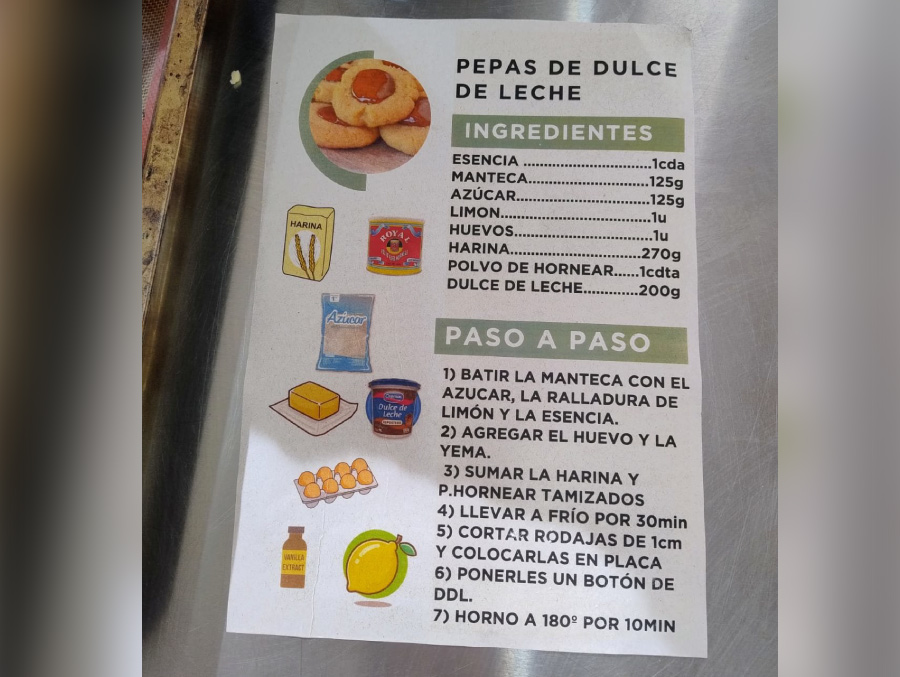 PEPAS DE DULCE
DE LECHE
INGREDIENTES
ESENCIA ..............................1cda
MANTECA............................125g
AZÚCAR...............................125g
LIMON...................................1u
HUEVOS................................1u
HARINA..............................270g
POLVO DE HORNEAR......1cdta
DULCE DE LECHE.............200g
HARINA
ROYAL
Azúcar
Dulce de
Leche
VANILLA
EXTRACT
PASO A PASO
1) BATIR LA MANTECA CON EL
AZUCAR, LA RALLADURA DE
LIMÓN Y LA ESENCIA.
2) AGREGAR EL HUEVO Y LA
YEMA.
3) SUMAR LA HARINA Y
P.HORNEAR TAMIZADOS
4) LLEVAR A FRÍO POR 30min
5) CORTAR RODAJAS DE 1cm
Y COLOCARLAS EN PLACA
6) PONERLES UN BOTÓN DE
DDL.
7) HORNO A 180º POR 10MIN